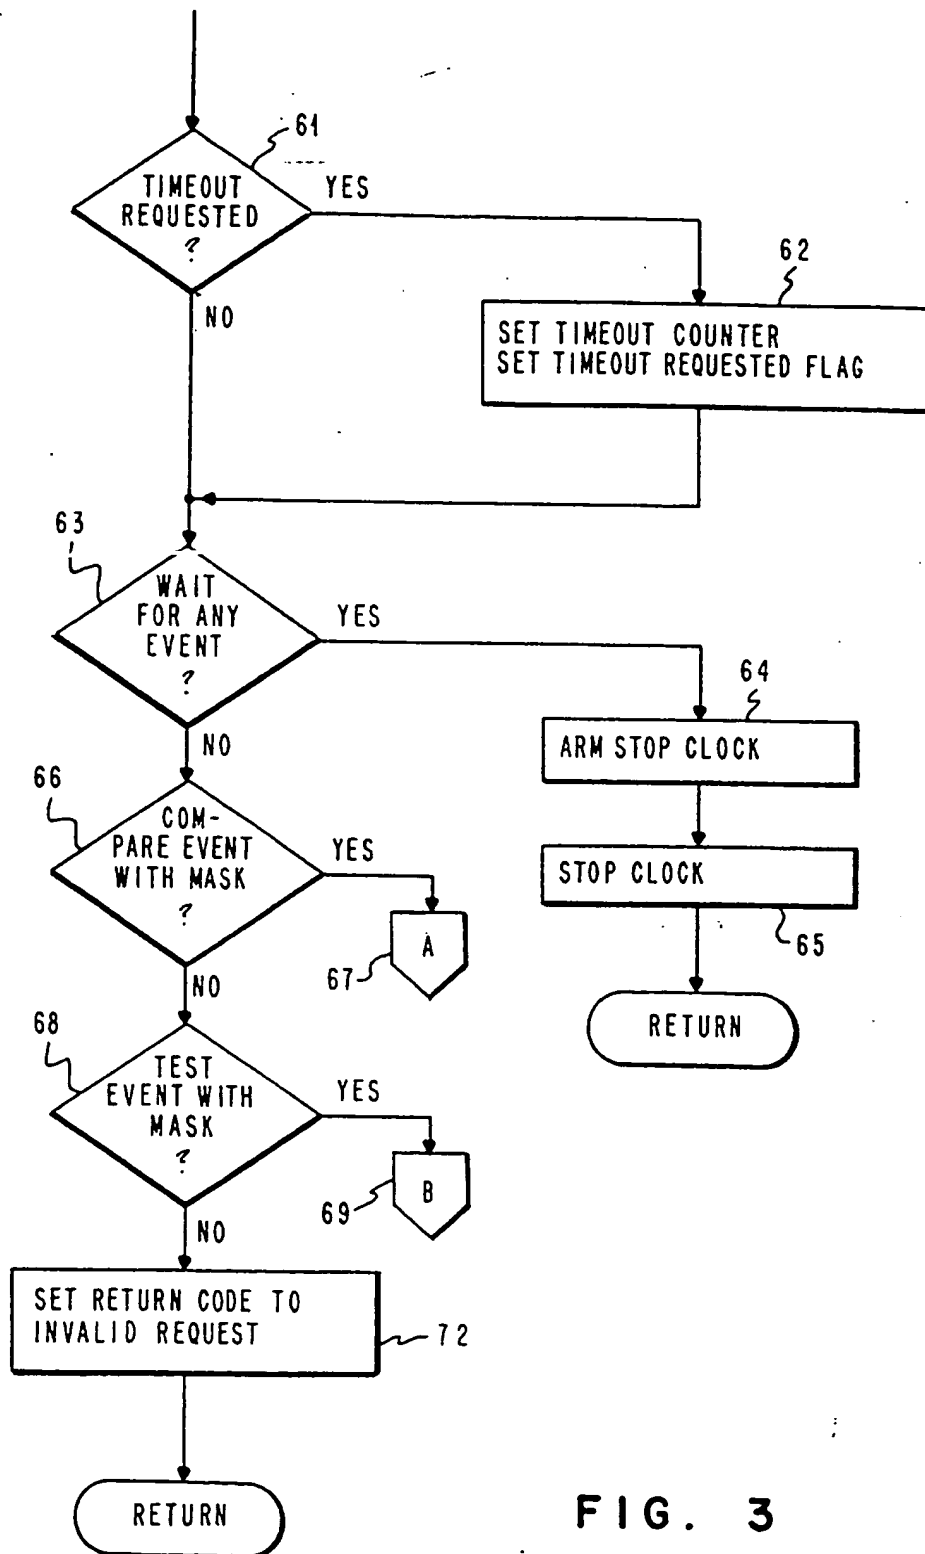 61
TIMEOUT
REQUESTED
?
YES
NO
62
SET TIMEOUT COUNTER
SET TIMEOUT REQUESTED FLAG
63
WAIT
FOR ANY
EVENT
?
YES
NO
64
ARM STOP CLOCK
STOP CLOCK
65
RETURN
66
COM-
PARE EVENT
WITH MASK
?
YES
NO
A
67
68
TEST
EVENT WITH
MASK
?
YES
NO
B
69
SET RETURN CODE TO
INVALID REQUEST
72
RETURN
FIG. 3